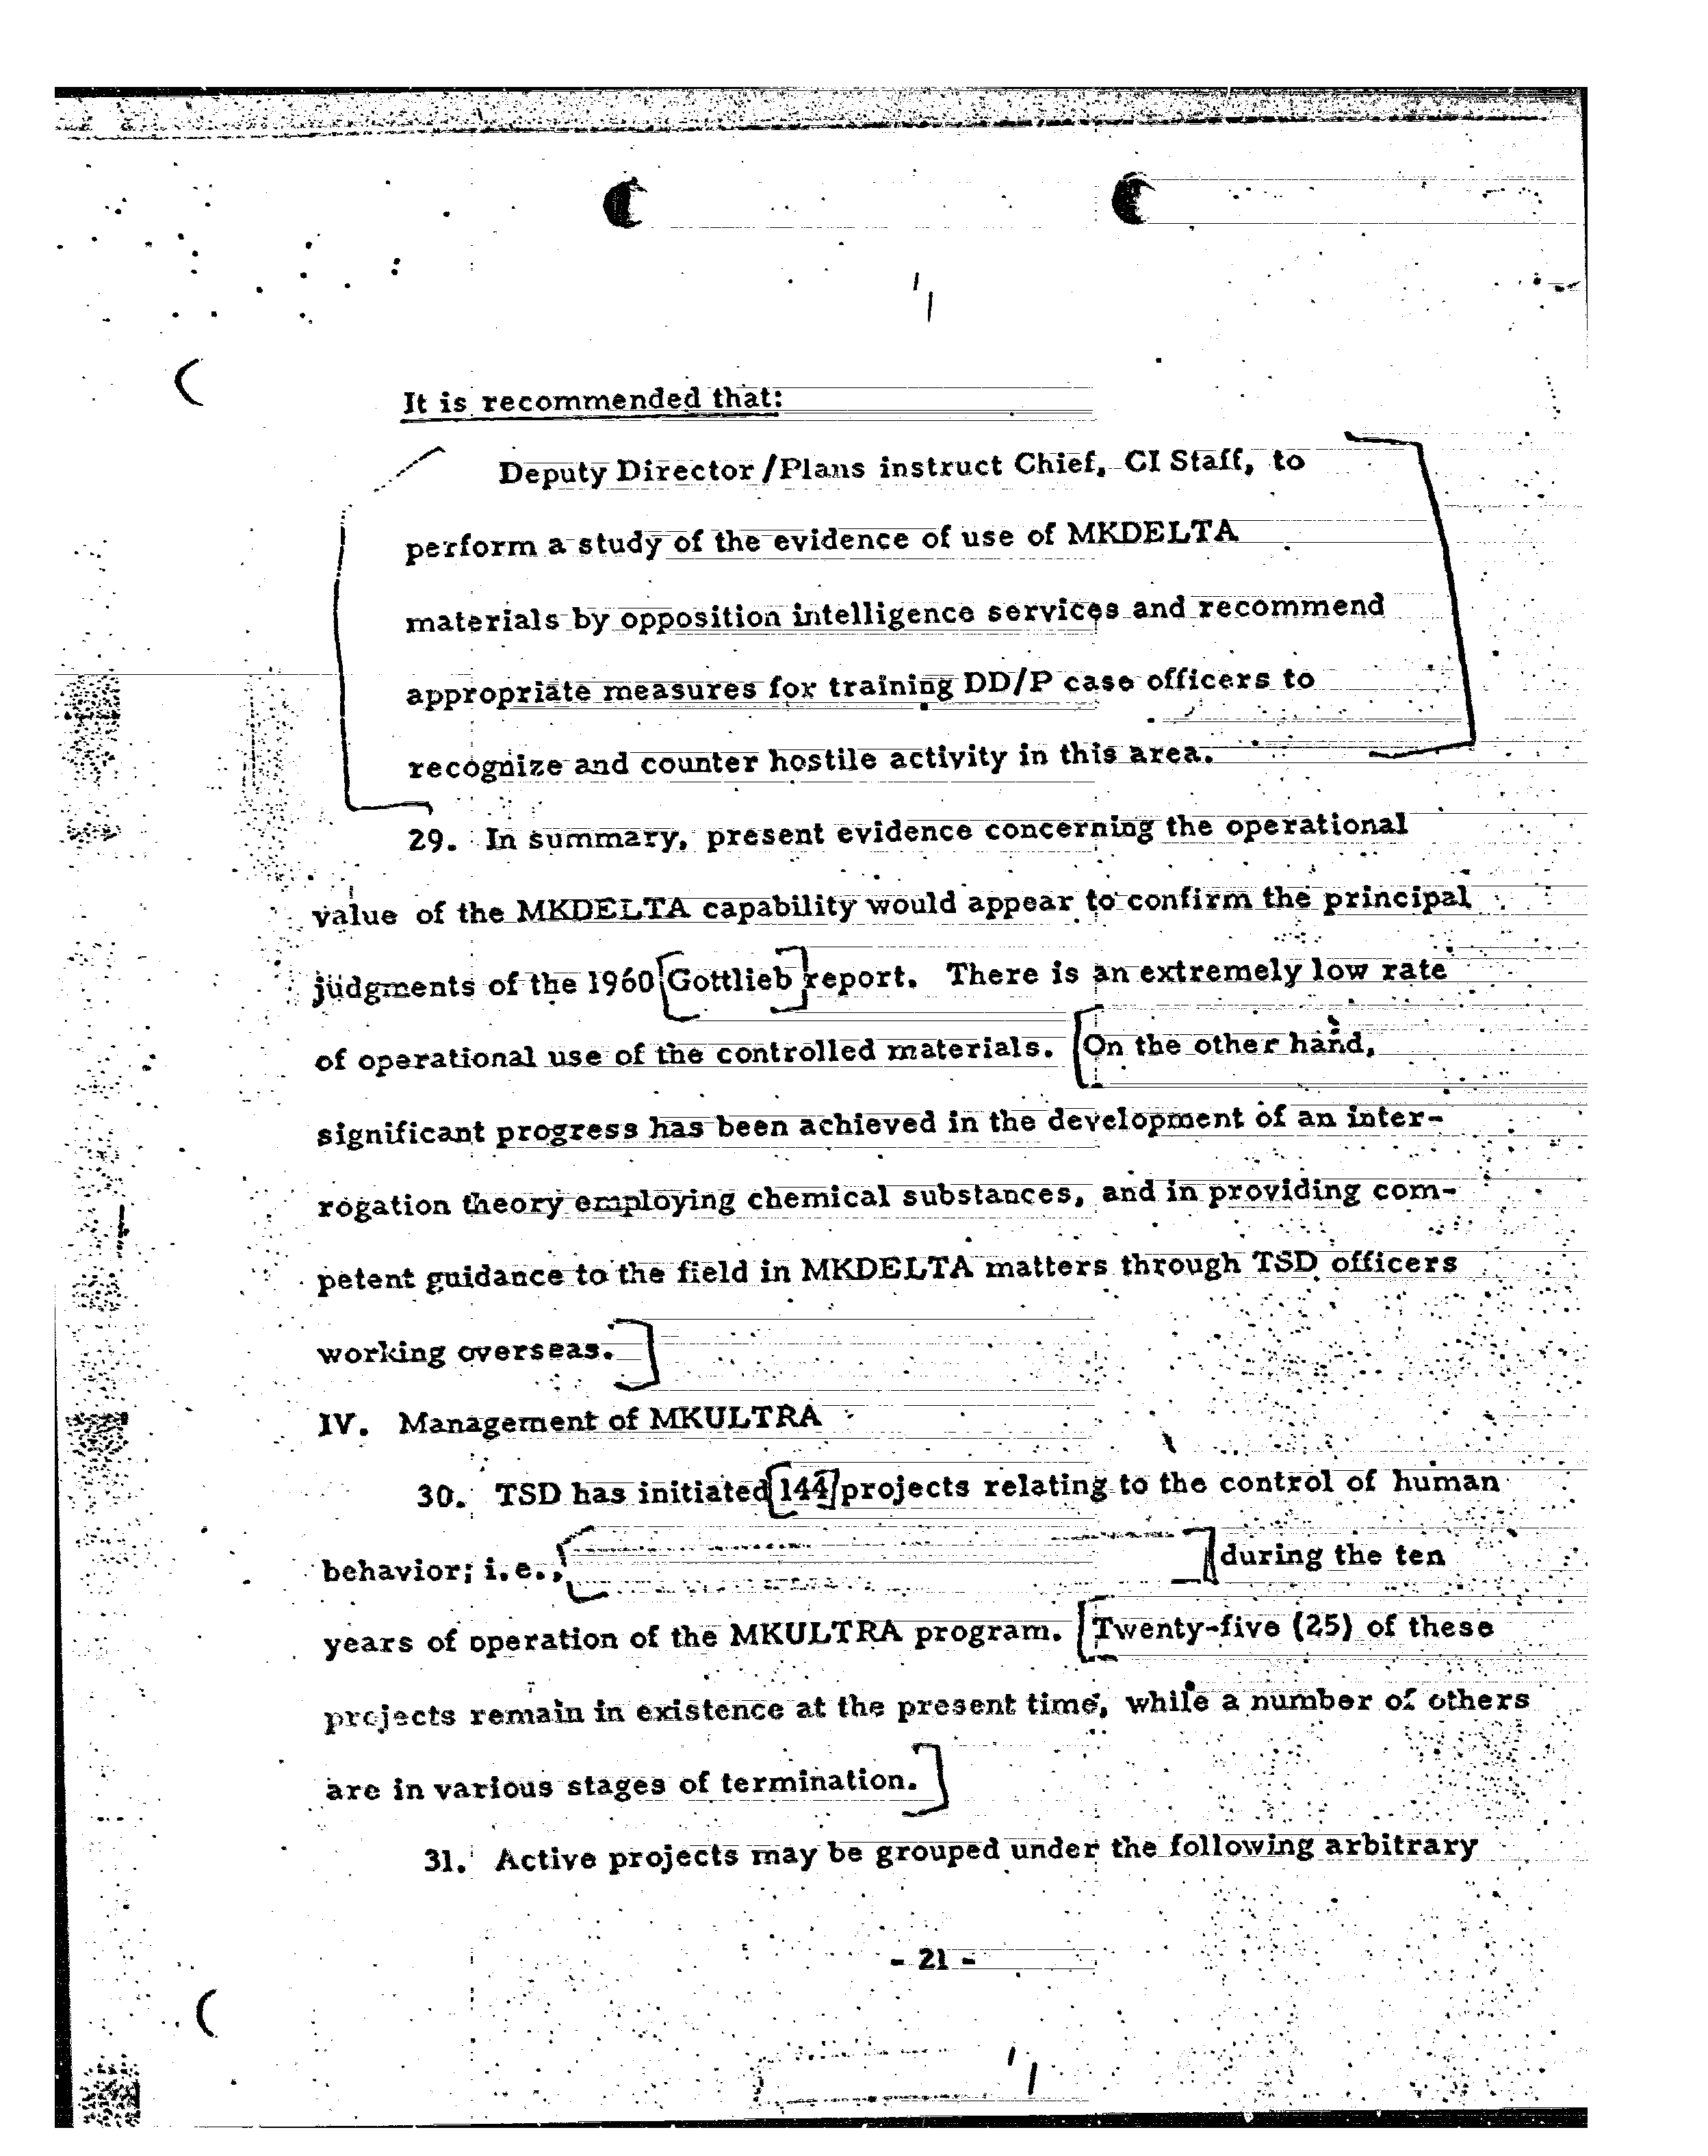 It is recommended that:
Deputy Director/Plans instruct Chief, CI Staff, to
perform a study of the evidence of use of MKDELTA
materials by opposition intelligence services and recommend
appropriate measures for training DD/P case officers to
recognize and counter hostile activity in this area.
29. In summary, present evidence concerning the operational
value of the MKDELTA capability would appear to confirm the principal
judgments of the 1960 [Gottlieb] report. There is an extremely low rate
of operational use of the controlled materials. [On the other hand,
significant progress has been achieved in the development of an inter-
rogation theory employing chemical substances, and in providing com-
petent guidance to the field in MKDELTA matters through TSD officers
working overseas.]
IV. Management of MKULTRA
30. TSD has initiated [144] projects relating to the control of human
behavior; i.e., [ ] during the ten
years of operation of the MKULTRA program. [Twenty-five (25) of these
projects remain in existence at the present time, while a number of others
are in various stages of termination.]
31. Active projects may be grouped under the following arbitrary
- 21 -